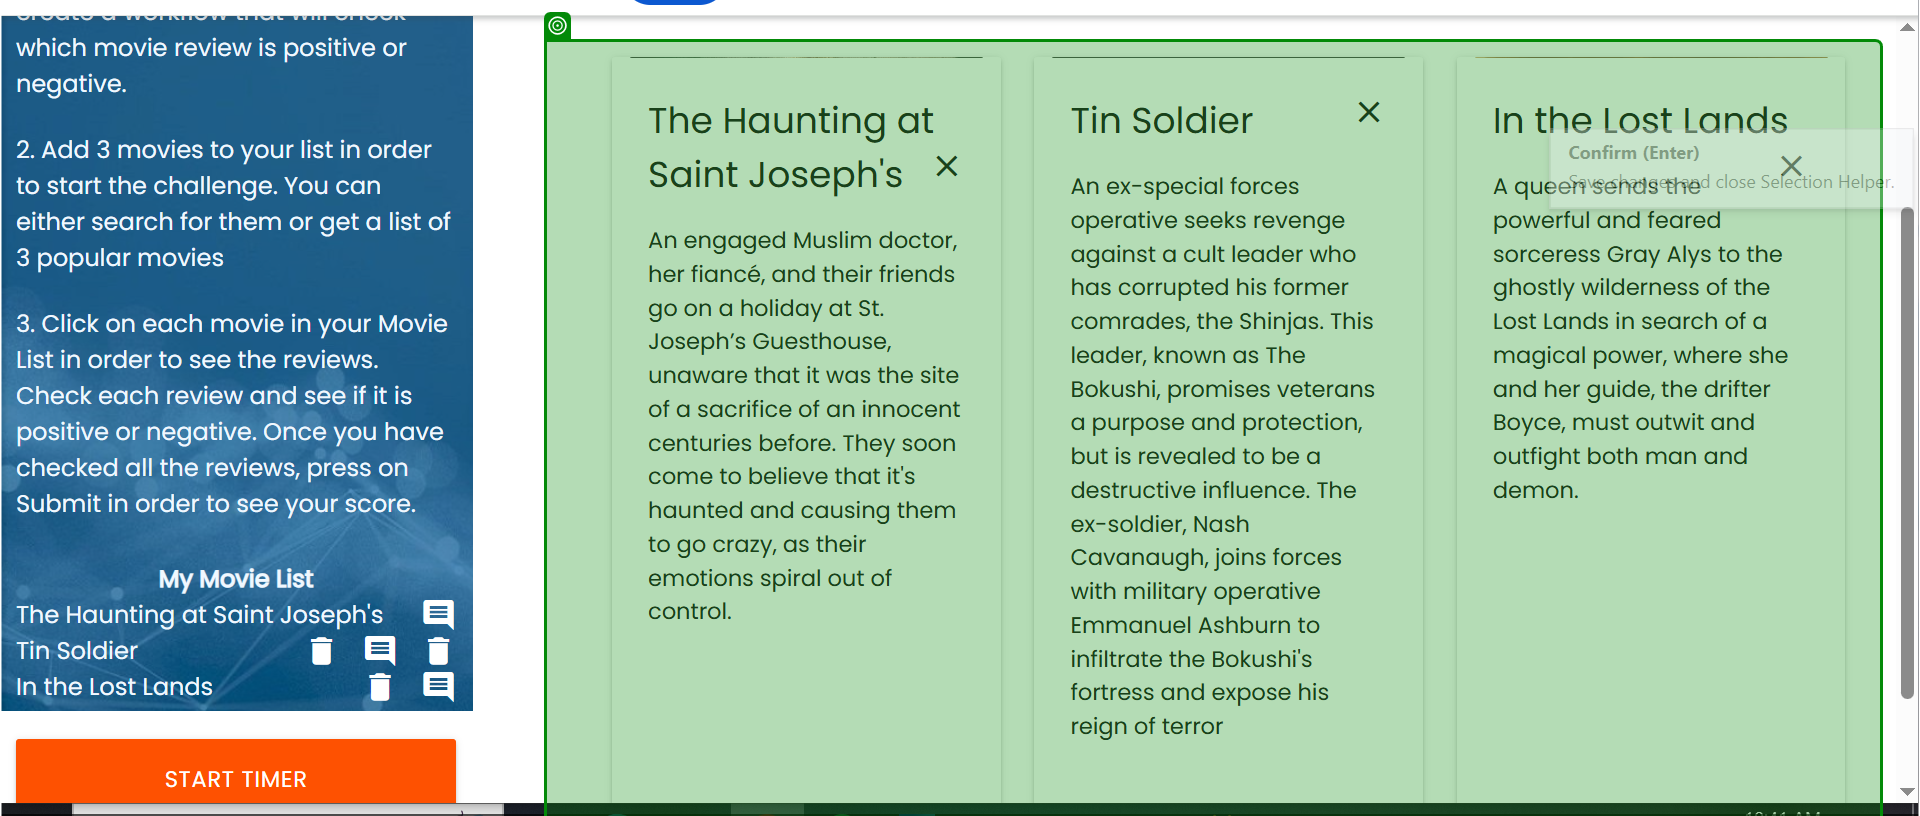 create a workflow that will check
which movie review is positive or
negative.
2. Add 3 movies to your list in order
to start the challenge. You can
either search for them or get a list of
3 popular movies
3. Click on each movie in your Movie
List in order to see the reviews.
Check each review and see if it is
positive or negative. Once you have
checked all the reviews, press on
Submit in order to see your score.
My Movie List
The Haunting at Saint Joseph's
Tin Soldier
In the Lost Lands
START TIMER
The Haunting at
Saint Joseph's
An engaged Muslim doctor,
her fiancé, and their friends
go on a holiday at St.
Joseph’s Guesthouse,
unaware that it was the site
of a sacrifice of an innocent
centuries before. They soon
come to believe that it's
haunted and causing them
to go crazy, as their
emotions spiral out of
control.
Tin Soldier
An ex-special forces
operative seeks revenge
against a cult leader who
has corrupted his former
comrades, the Shinjas. This
leader, known as The
Bokushi, promises veterans
a purpose and protection,
but is revealed to be a
destructive influence. The
ex-soldier, Nash
Cavanaugh, joins forces
with military operative
Emmanuel Ashburn to
infiltrate the Bokushi's
fortress and expose his
reign of terror
In the Lost Lands
A queen sends the
powerful and feared
sorceress Gray Alys to the
ghostly wilderness of the
Lost Lands in search of a
magical power, where she
and her guide, the drifter
Boyce, must outwit and
outfight both man and
demon.
Confirm (Enter)
Save changes and close Selection Helper.